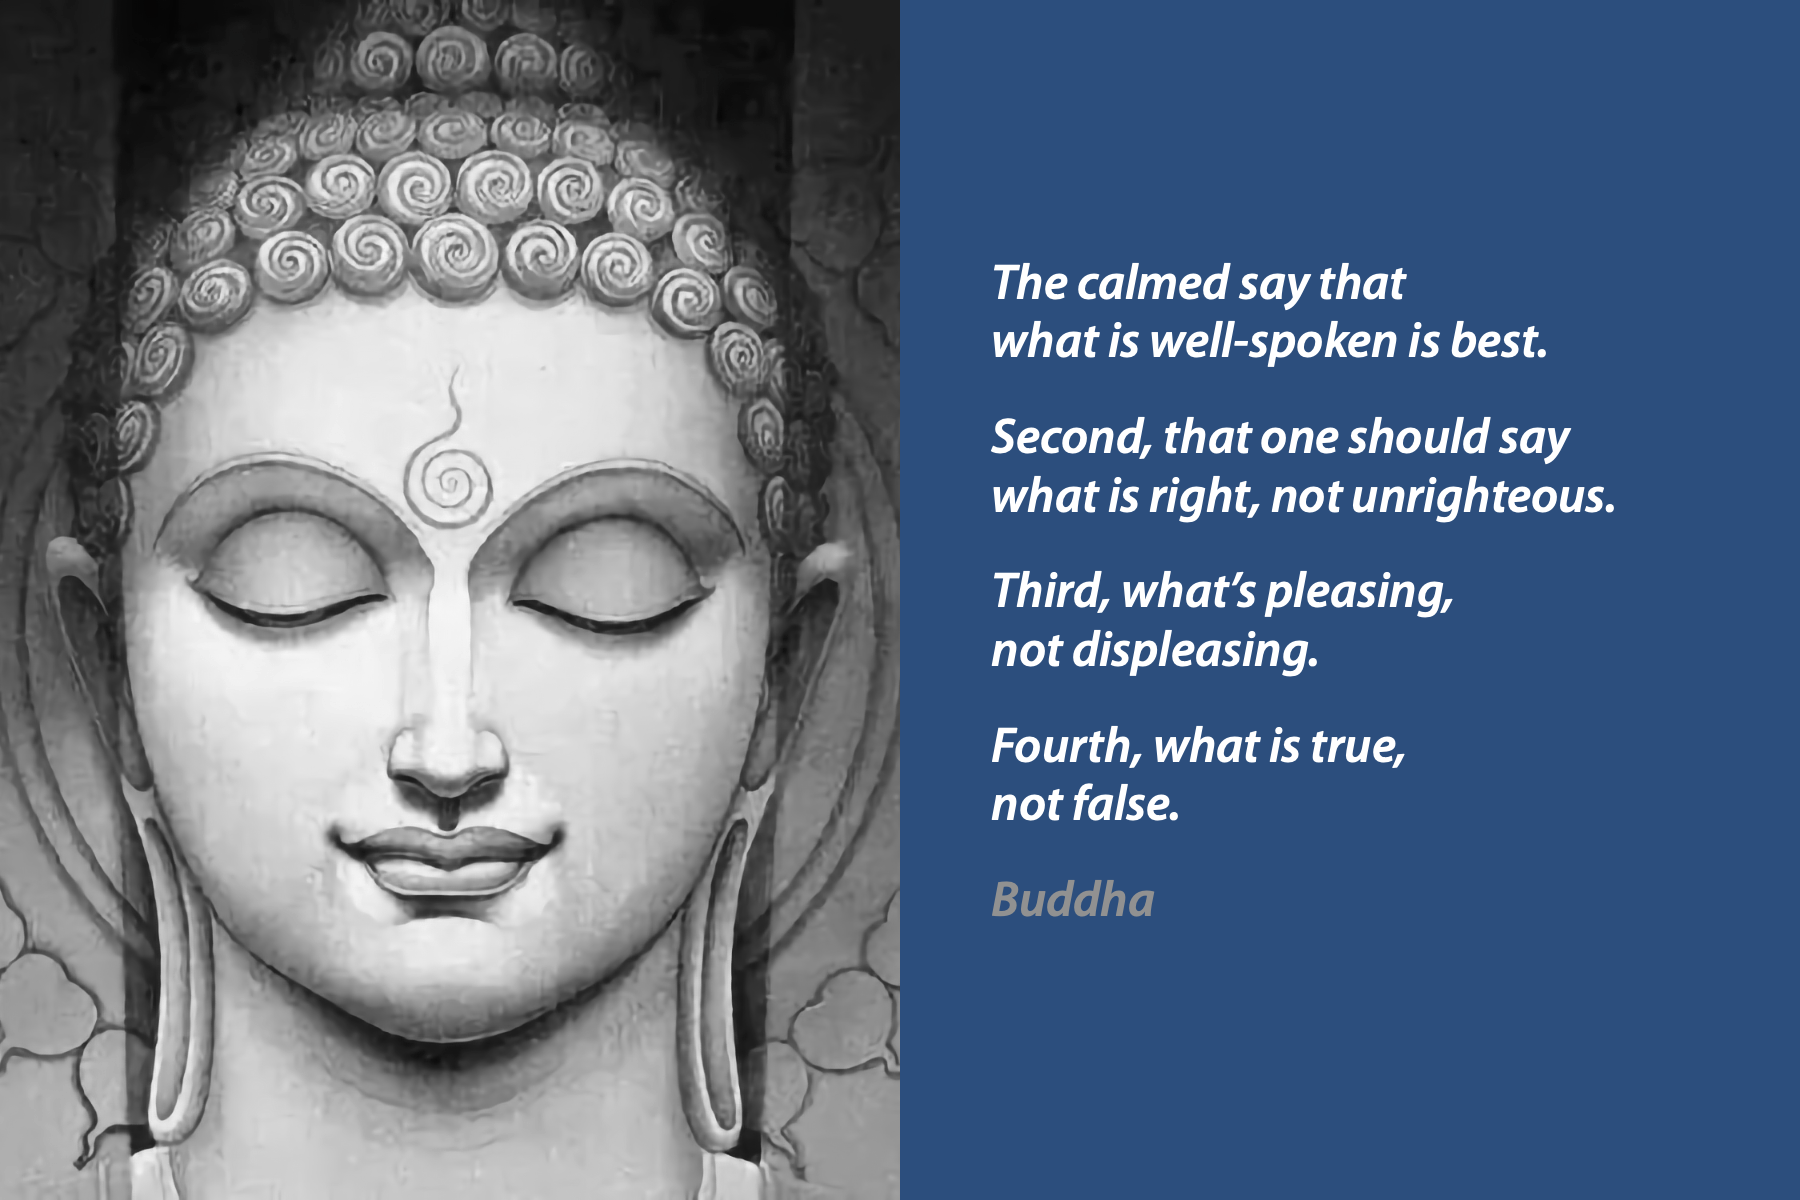 The calmed say that
what is well-spoken is best.
Second, that one should say
what is right, not unrighteous.
Third, what’s pleasing,
not displeasing.
Fourth, what is true,
not false.
Buddha